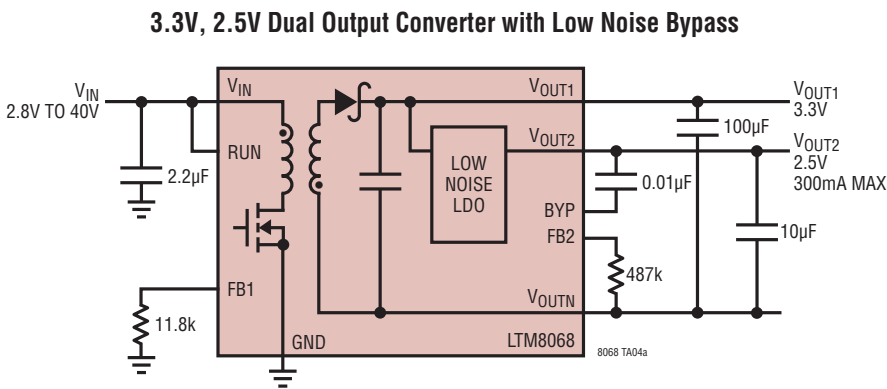 3.3V, 2.5V Dual Output Converter with Low Noise Bypass
VIN
2.8V TO 40V
VIN
VOUT1
VOUT1
3.3V
RUN
2.2µF
LOW
NOISE
LDO
VOUT2
100µF
VOUT2
2.5V
300mA MAX
0.01µF
BYP
FB2
10µF
487k
FB1
VOUTN
11.8k
GND
LTM8068
8068 TA04a